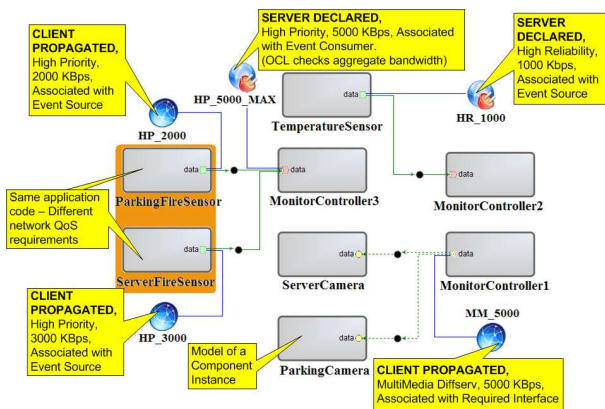 CLIENT
PROPAGATED,
High Priority,
2000 KBps,
Associated with
Event Source
SERVER DECLARED,
High Priority, 5000 KBps, Associated
with Event Consumer.
(OCL checks aggregate bandwidth)
SERVER
DECLARED,
High Reliability,
1000 KBps,
Associated with
Event Source
HP_5000_MAX
HP_2000
data
TemperatureSensor
HR_1000
data
ParkingFireSensor
data
MonitorController3
data
MonitorController2
Same application
code – Different
network QoS
requirements
data
ServerFireSensor
data
ServerCamera
data
MonitorController1
CLIENT
PROPAGATED,
High Priority,
3000 KBps,
Associated with
Event Source
HP_3000
Model of a
Component
Instance
data
ParkingCamera
MM_5000
CLIENT PROPAGATED,
MultiMedia Diffserv, 5000 KBps,
Associated with Required Interface